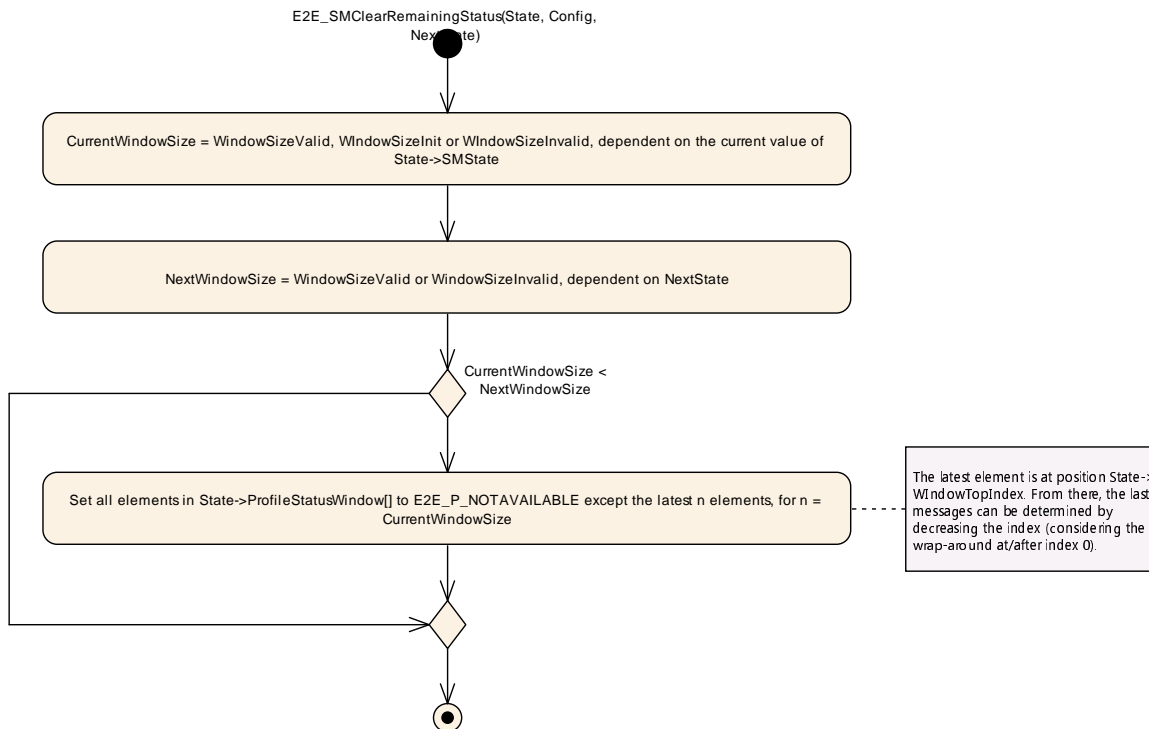 E2E_SMClearRemainingStatus(State, Config,
NextState)
CurrentWindowSize = WindowSizeValid, WIndowSizeInit or WIndowSizeInvalid, dependent on the current value of
State->SMState
NextWindowSize = WindowSizeValid or WindowSizeInvalid, dependent on NextState
CurrentWindowSize <
NextWindowSize
Set all elements in State->ProfileStatusWindow[] to E2E_P_NOTAVAILABLE except the latest n elements, for n =
CurrentWindowSize
The latest element is at position State->
WIndowTopIndex. From there, the last
messages can be determined by
decreasing the index (considering the
wrap-around at/after index 0).